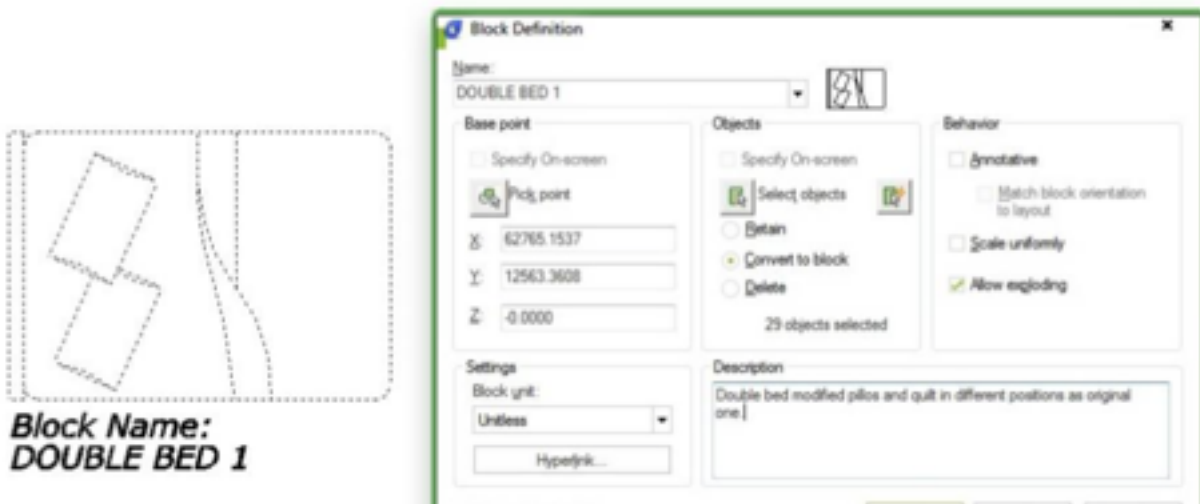 Block Definition
Name:
DOUBLE BED 1
Base point
Specify On-screen
Pick point
X: 62765.1537
Y: 12563.3608
Z: -0.0000
Objects
Specify On-screen
Select objects
Retain
Convert to block
Delete
29 objects selected
Behavior
Annotative
Match block orientation
to layout
Scale uniformly
Allow exploding
Settings
Block unit:
Unitless
Hyperlink...
Description
Double bed modified pillos and quilt in different positions as original
one.
Block Name:
DOUBLE BED 1